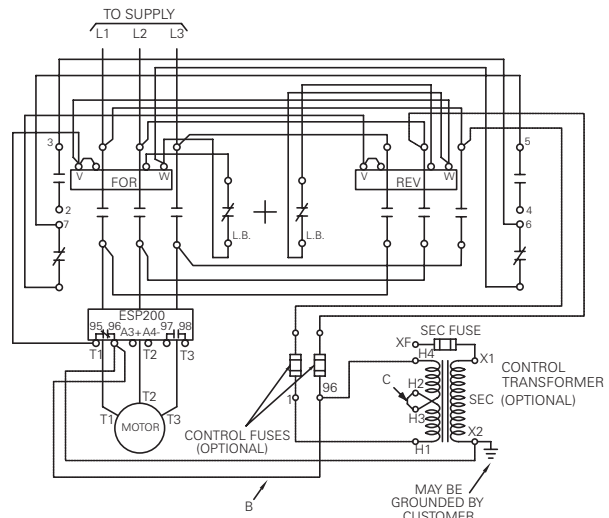 TO SUPPLY
L1 L2 L3
3
5
V W
FOR
V W
REV
2
7
L.B.
L.B.
4
6
ESP200
95 96 A3+ A4- 97 98
T1 T2 T3
T2
T1 T3
MOTOR
CONTROL FUSES
(OPTIONAL)
1
96
B
SEC FUSE
XF
H4
X1
C
H2
H3
SEC
H1
X2
CONTROL
TRANSFORMER
(OPTIONAL)
MAY BE
GROUNDED BY
CUSTOMER